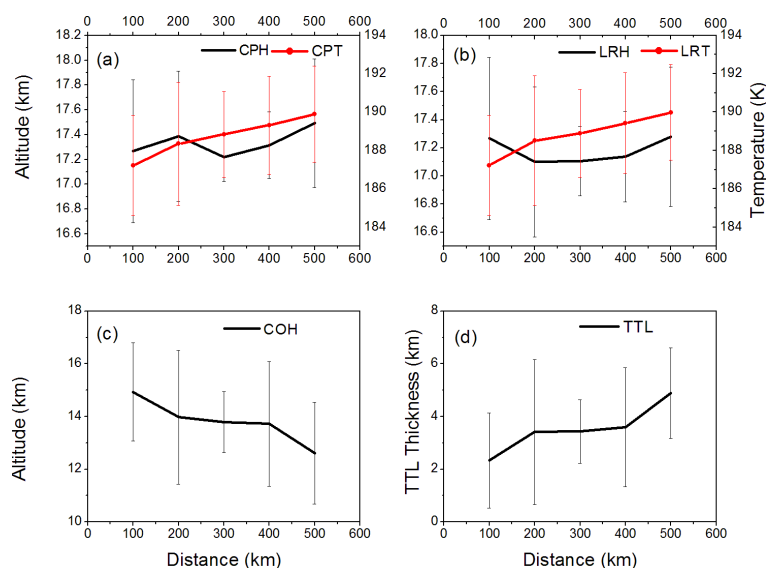 0 100 200 300 400 500 600
0 100 200 300 400 500 600
18.2
18.0
17.8
17.6
17.4
17.2
17.0
16.8
16.6
Altitude (km)
(a)
CPH
CPT
194
192
190
188
186
184
0 100 200 300 400 500 600
18.0
17.8
17.6
17.4
17.2
17.0
16.8
16.6
(b)
LRH
LRT
194
192
190
188
186
184
Temperature (K)
0 100 200 300 400 500 600
18
16
14
12
10
Altitude (km)
(c)
COH
0 100 200 300 400 500 600
Distance (km)
8
6
4
2
0
TTL Thickness (km)
(d)
TTL
0 100 200 300 400 500 600
Distance (km)